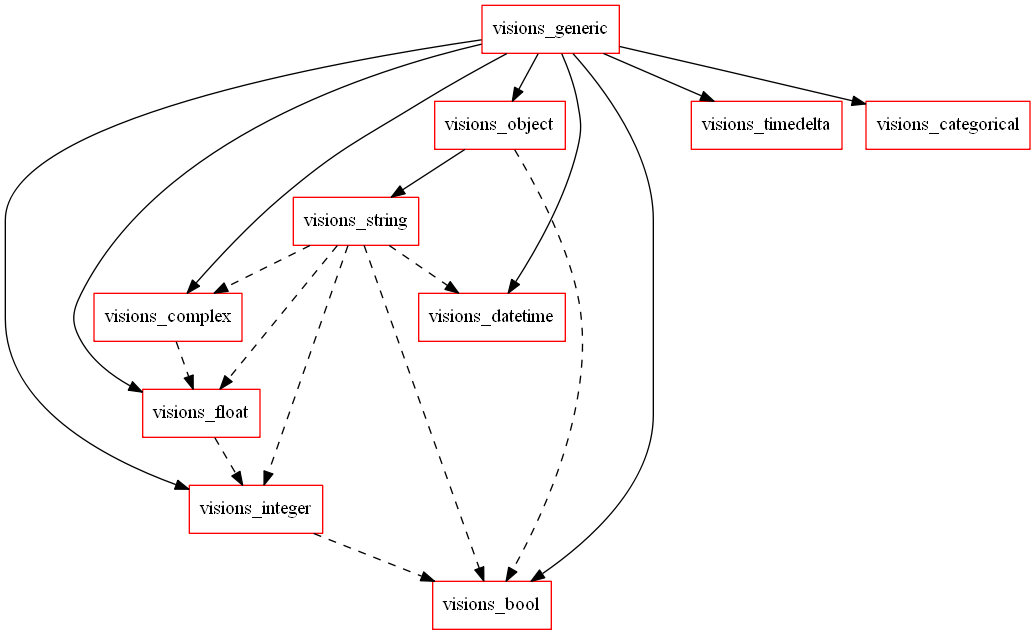 visions_generic
visions_object
visions_timedelta
visions_categorical
visions_string
visions_complex
visions_datetime
visions_float
visions_integer
visions_bool